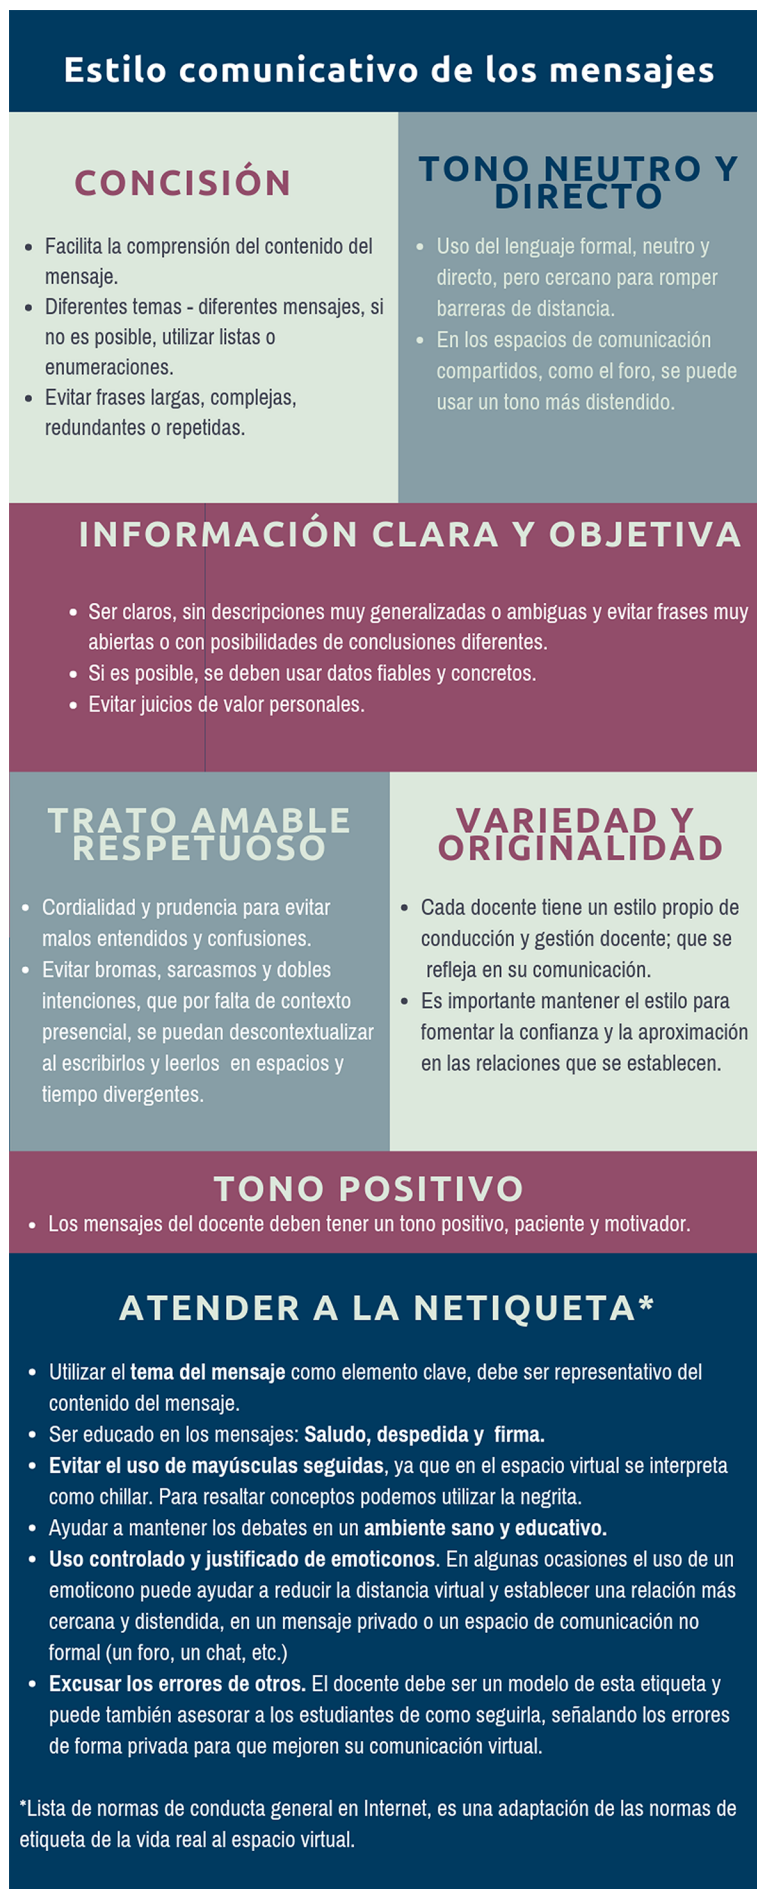 Estilo comunicativo de los mensajes
CONCISIÓN
• Facilita la comprensión del contenido del
mensaje.
• Diferentes temas - diferentes mensajes, si
no es posible, utilizar listas o
enumeraciones.
• Evitar frases largas, complejas,
redundantes o repetidas.
TONO NEUTRO Y
DIRECTO
• Uso del lenguaje formal, neutro y
directo, pero cercano para romper
barreras de distancia.
• En los espacios de comunicación
compartidos, como el foro, se puede
usar un tono más distendido.
INFORMACIÓN CLARA Y OBJETIVA
• Ser claros, sin descripciones muy generalizadas o ambiguas y evitar frases muy
abiertas o con posibilidades de conclusiones diferentes.
• Si es posible, se deben usar datos fiables y concretos.
• Evitar juicios de valor personales.
TRATO AMABLE
RESPETUOSO
• Cordialidad y prudencia para evitar
malos entendidos y confusiones.
• Evitar bromas, sarcasmos y dobles
intenciones, que por falta de contexto
presencial, se puedan descontextualizar
al escribirlos y leerlos  en espacios y
tiempo divergentes.
VARIEDAD Y
ORIGINALIDAD
• Cada docente tiene un estilo propio de
conducción y gestión docente; que se
refleja en su comunicación.
• Es importante mantener el estilo para
fomentar la confianza y la aproximación
en las relaciones que se establecen.
TONO POSITIVO
• Los mensajes del docente deben tener un tono positivo, paciente y motivador.
ATENDER A LA NETIQUETA*
• Utilizar el tema del mensaje como elemento clave, debe ser representativo del
contenido del mensaje.
• Ser educado en los mensajes: Saludo, despedida y  firma.
• Evitar el uso de mayúsculas seguidas, ya que en el espacio virtual se interpreta
como chillar. Para resaltar conceptos podemos utilizar la negrita.
• Ayudar a mantener los debates en un ambiente sano y educativo.
• Uso controlado y justificado de emoticonos. En algunas ocasiones el uso de un
emoticono puede ayudar a reducir la distancia virtual y establecer una relación más
cercana y distendida, en un mensaje privado o un espacio de comunicación no
formal (un foro, un chat, etc.)
• Excusar los errores de otros. El docente debe ser un modelo de esta etiqueta y
puede también asesorar a los estudiantes de como seguirla, señalando los errores
de forma privada para que mejoren su comunicación virtual.
*Lista de normas de conducta general en Internet, es una adaptación de las normas de
etiqueta de la vida real al espacio virtual.